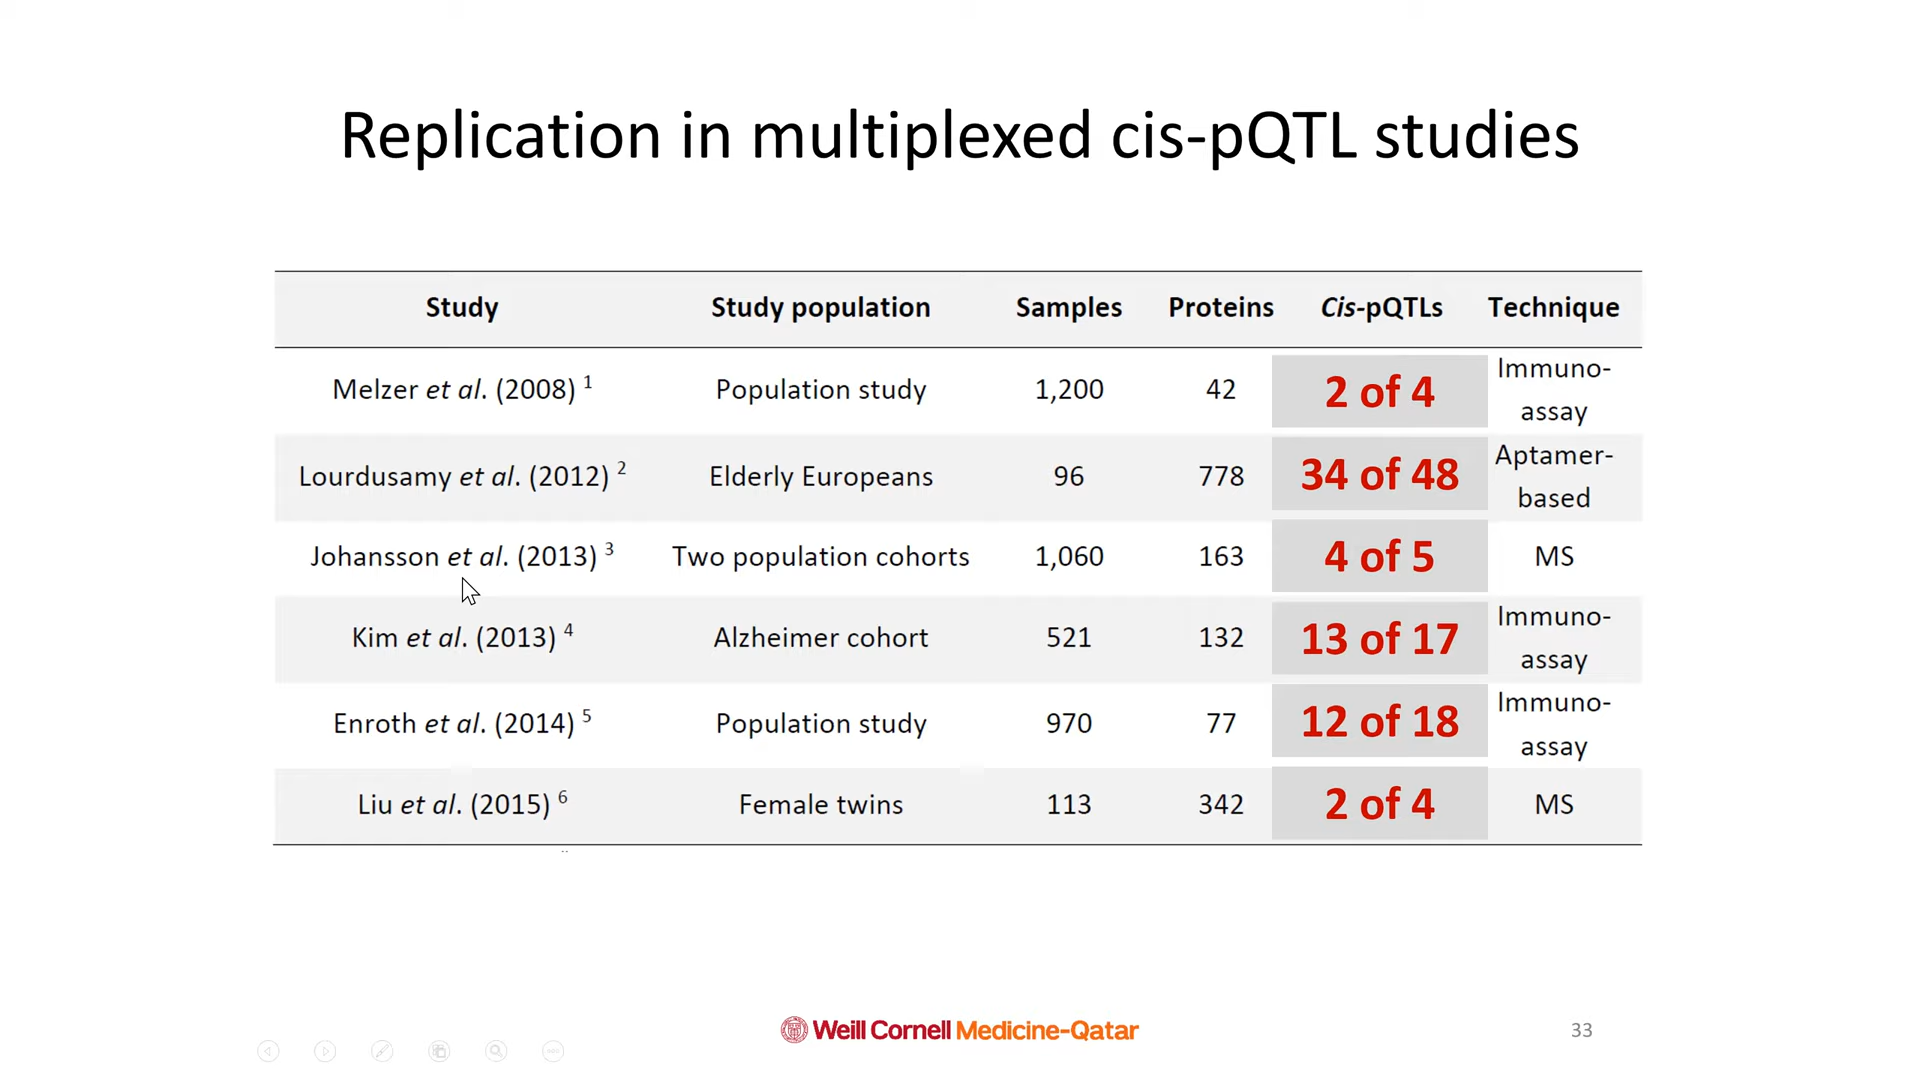 Replication in multiplexed cis-pQTL studies
Study Study population Samples Proteins Cis-pQTLs Technique
Melzer et al. (2008) 1 Population study 1,200 42 2 of 4 Immuno-assay
Lourdusamy et al. (2012) 2 Elderly Europeans 96 778 34 of 48 Aptamer-based
Johansson et al. (2013) 3 Two population cohorts 1,060 163 4 of 5 MS
Kim et al. (2013) 4 Alzheimer cohort 521 132 13 of 17 Immuno-assay
Enroth et al. (2014) 5 Population study 970 77 12 of 18 Immuno-assay
Liu et al. (2015) 6 Female twins 113 342 2 of 4 MS
Weill Cornell Medicine-Qatar
33